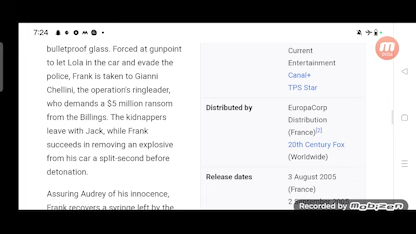 7:24
bulletproof glass. Forced at gunpoint
to let Lola in the car and evade the
police, Frank is taken to Gianni
Chellini, the operation's ringleader,
who demands a $5 million ransom
from the Billings. The kidnappers
leave with Jack, while Frank
succeeds in removing an explosive
from his car a split-second before
detonation.
Assuring Audrey of his innocence,
Frank recovers a syringe left by the
Current
Entertainment
Canal+
TPS Star
Distributed by
EuropaCorp
Distribution
(France)[2]
20th Century Fox
(Worldwide)
Release dates
3 August 2005
(France)
Recorded by
Mobizen